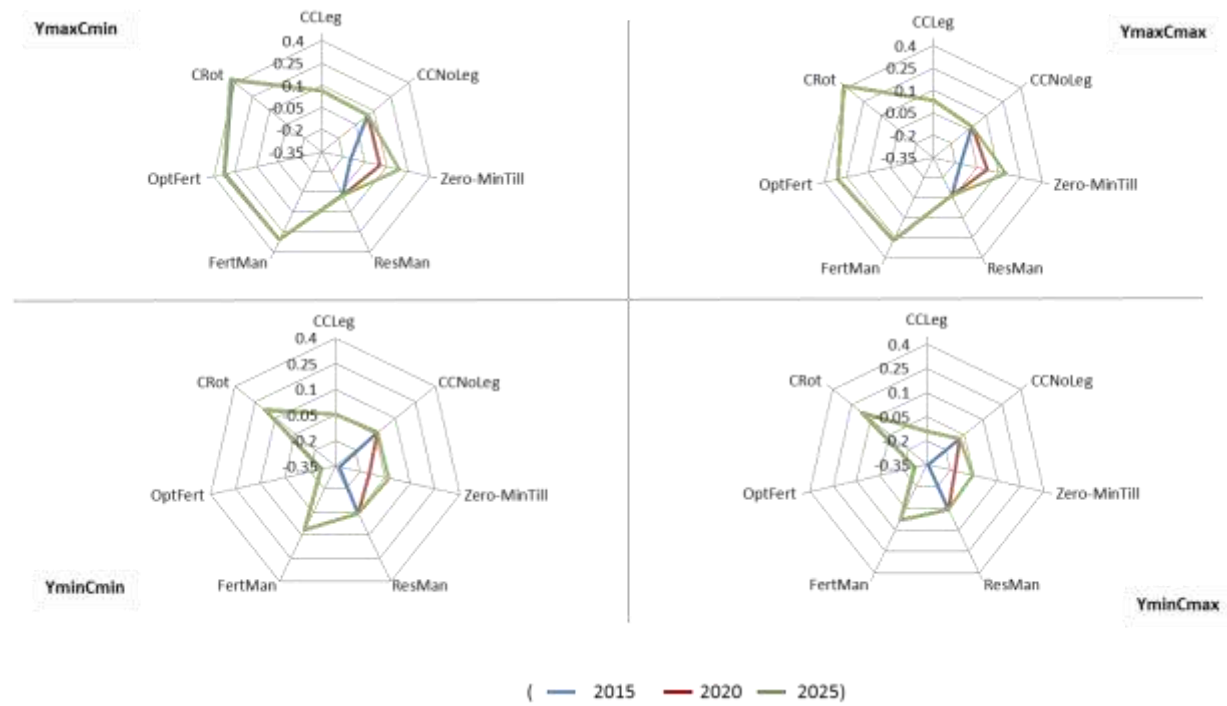 YmaxCmin
CCLeg
0.4
0.25
0.1
-0.05
-0.2
-0.35
CCNoLeg
Zero-MinTill
ResMan
FertMan
OptFert
CRot
YmaxCmax
CCLeg
0.4
0.25
0.1
-0.05
-0.2
-0.35
CCNoLeg
Zero-MinTill
ResMan
FertMan
OptFert
CRot
CCLeg
0.4
0.25
0.1
-0.05
-0.2
-0.35
CCNoLeg
Zero-MinTill
ResMan
FertMan
OptFert
CRot
YminCmin
CCLeg
0.4
0.25
0.1
-0.05
-0.2
-0.35
CCNoLeg
Zero-MinTill
ResMan
FertMan
OptFert
CRot
YminCmax
( 2015 2020 2025)